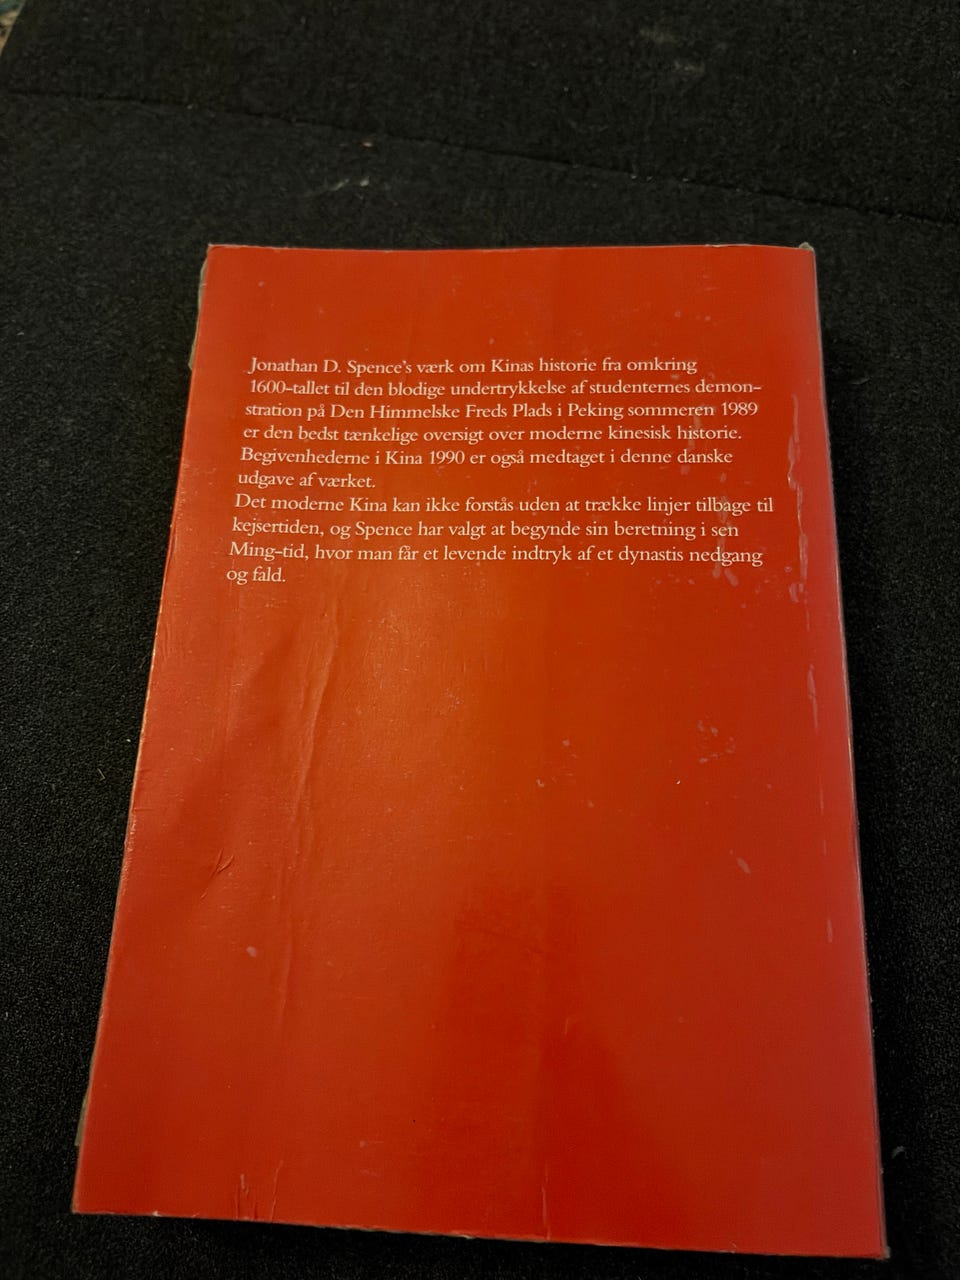 Jonathan D. Spence's værk om Kinas historie fra omkring
1600-tallet til den blodige undertrykkelse af studenternes demon-
stration på Den Himmelske Freds Plads i Peking sommeren 1989
er den bedst tænkelige oversigt over moderne kinesisk historie.
Begivenhederne i Kina 1990 er også medtaget i denne danske
udgave af værket.
Det moderne Kina kan ikke forstås uden at trække linjer tilbage til
kejsertiden, og Spence har valgt at begynde sin beretning i sen
Ming-tid, hvor man får et levende indtryk af et dynastis nedgang
og fald.